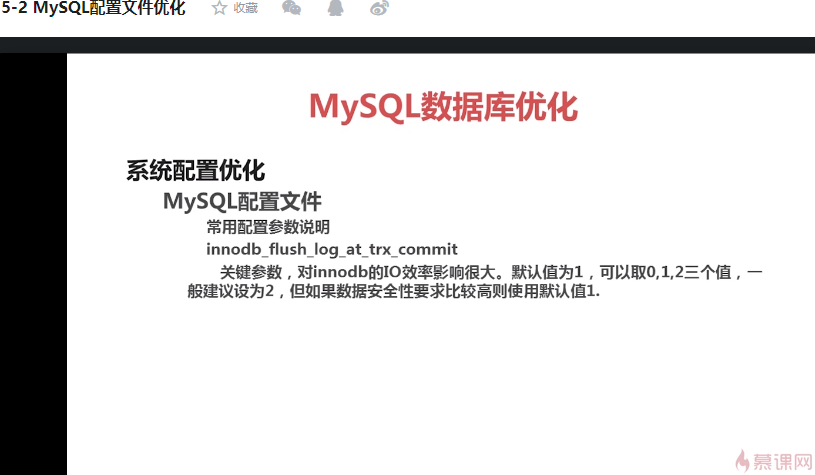 5-2 MySQL配置文件优化 收藏
MySQL数据库优化
系统配置优化
MySQL配置文件
常用配置参数说明
innodb_flush_log_at_trx_commit
关键参数，对innodb的IO效率影响很大。默认值为1，可以取0,1,2三个值，一
般建议设为2，但如果数据安全性要求比较高则使用默认值1.
慕课网